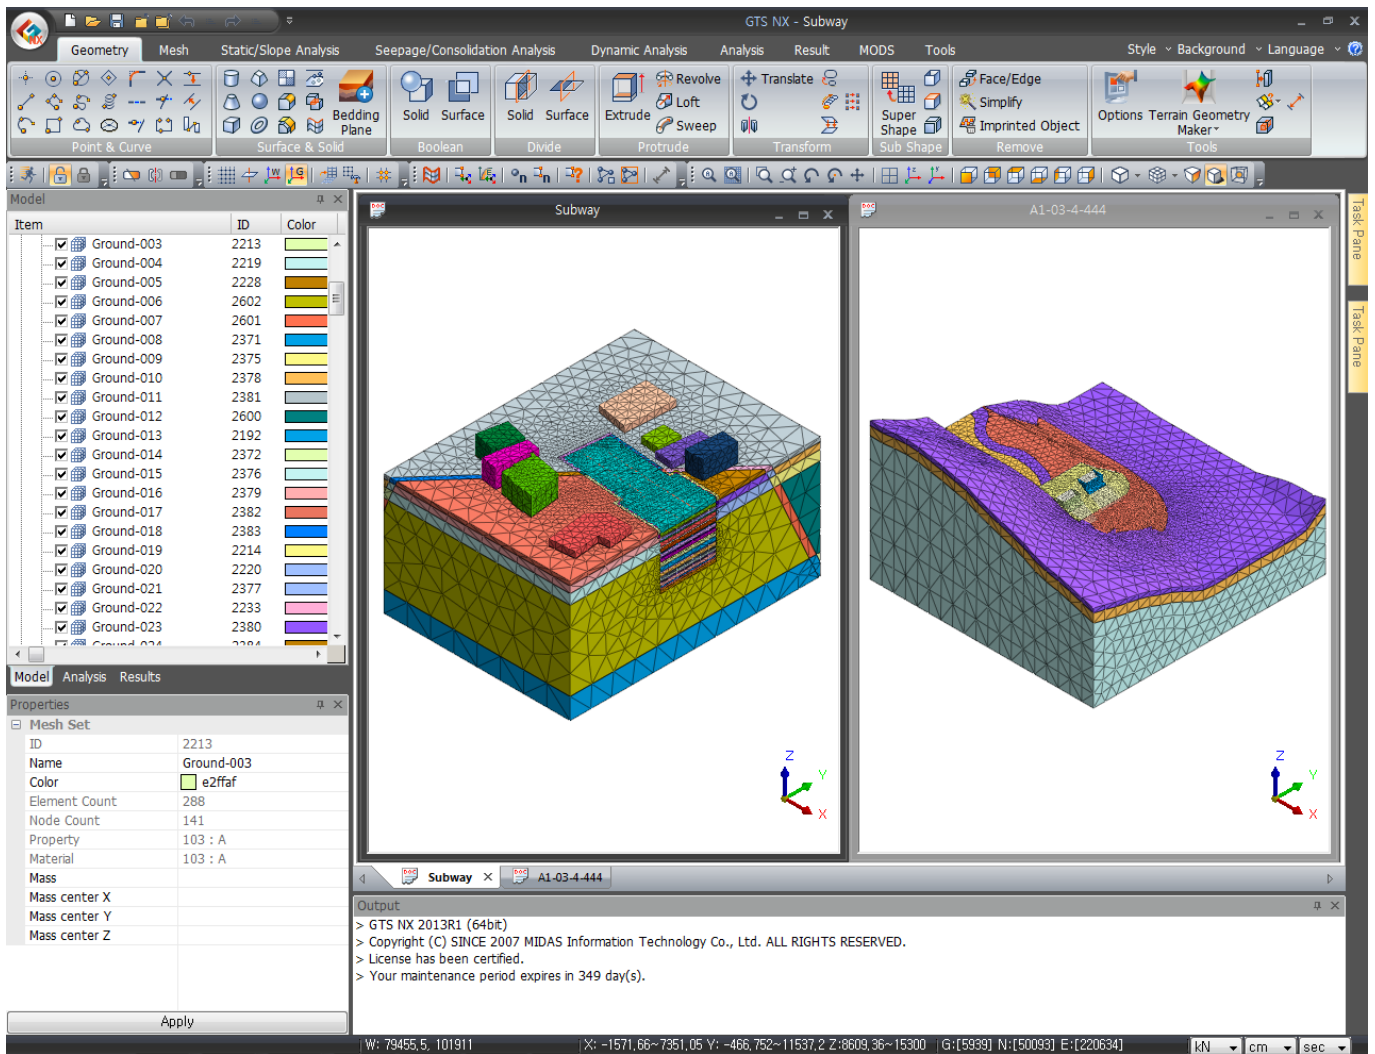 GTS NX - Subway
Geometry Mesh Static/Slope Analysis Seepage/Consolidation Analysis Dynamic Analysis Analysis Result MODS Tools Style Background Language
Bedding Plane
Surface & Solid
Point & Curve
Solid Surface
Boolean
Solid Surface
Divide
Extrude
Revolve
Loft
Sweep
Protrude
Translate
Transform
Super Shape
Sub Shape
Face/Edge
Simplify
Imprinted Object
Remove
Options Terrain Geometry Maker
Tools
Model
Item ID Color
Ground-003 2213
Ground-004 2219
Ground-005 2228
Ground-006 2602
Ground-007 2601
Ground-008 2371
Ground-009 2375
Ground-010 2378
Ground-011 2381
Ground-012 2600
Ground-013 2192
Ground-014 2372
Ground-015 2376
Ground-016 2379
Ground-017 2382
Ground-018 2383
Ground-019 2214
Ground-020 2220
Ground-021 2377
Ground-022 2233
Ground-023 2380
Ground-024 2384
Model Analysis Results
Properties
Mesh Set
ID 2213
Name Ground-003
Color e2ffaf
Element Count 288
Node Count 141
Property 103 : A
Material 103 : A
Mass
Mass center X
Mass center Y
Mass center Z
Apply
Subway
Z
Y
X
A1-03-4-444
Z
Y
X
Task Pane
Task Pane
Subway A1-03-4-444
Output
> GTS NX 2013R1 (64bit)
> Copyright (C) SINCE 2007 MIDAS Information Technology Co., Ltd. ALL RIGHTS RESERVED.
> License has been certified.
> Your maintenance period expires in 349 day(s).
W: 79455,5, 101911 X: -1571,66~7351,05 Y: -466,752~11537,2 Z:8609,36~15300 G:[5939] N:[50093] E:[220634] kN cm sec